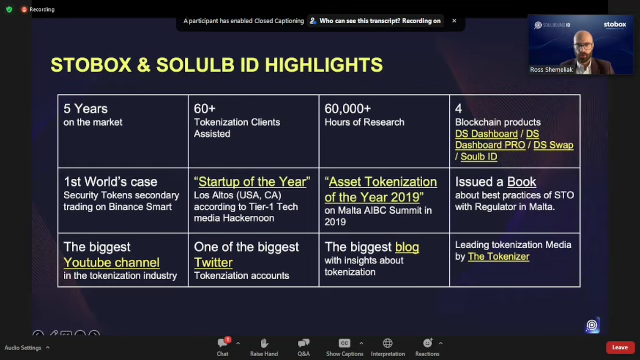 Recording
A participant has enabled Closed Captioning
Who can see this transcript? Recording on
SOULBOUND ID
stobox
Ross Shemeliak
STOBOX & SOLULB ID HIGHLIGHTS
5 Years
on the market
60+
Tokenization Clients
Assisted
60,000+
Hours of Research
4
Blockchain products
DS Dashboard / DS
Dashboard PRO / DS Swap
/ Soulb ID
1st World's case
Security Tokens secondary
trading on Binance Smart
“Startup of the Year”
Los Altos (USA, CA)
according to Tier-1 Tech
media Hackernoon
“Asset Tokenization
of the Year 2019”
on Malta AIBC Summit in
2019
Issued a Book
about best practices of STO
with Regulator in Malta.
The biggest
Youtube channel
in the tokenization industry
One of the biggest
Twitter
Tokenziation accounts
The biggest blog
with insights about
tokenization
Leading tokenization Media
by The Tokenizer
Audio Settings
Chat
Raise Hand
Q&A
Show Captions
Interpretation
Reactions
Leave